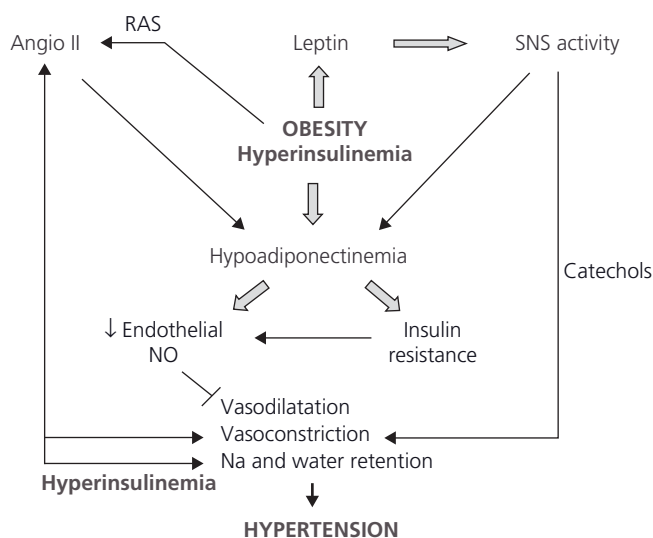 RAS
Angio II
Leptin
SNS activity
OBESITY
Hyperinsulinemia
Hypoadiponectinemia
Catechols
↓ Endothelial
NO
Insulin
resistance
Vasodilatation
Vasoconstriction
Na and water retention
Hyperinsulinemia
HYPERTENSION